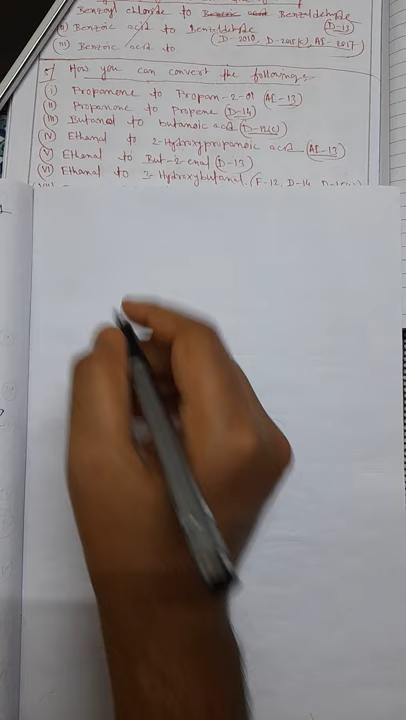 Benzoyl chloride to Benzaldehyde (D-13)
ii) Benzoic acid to Benzaldehyde (D-2010, D-2015(c), AI-2017)
iii) Benzoic acid to
5/ How you can convert the followings
i) Propanone to Propan-2-ol (AI-13)
ii) Propanone to Propene (D-14)
iii) Butanol to butanoic acid (D-12(c)
iv) Ethanal to 2-Hydroxypropanoic acid (AI-13)
v) Ethanal to But-2-enal (D-13)
vi) Ethanal to 3-Hydroxybutanal. (F-12, D-14,